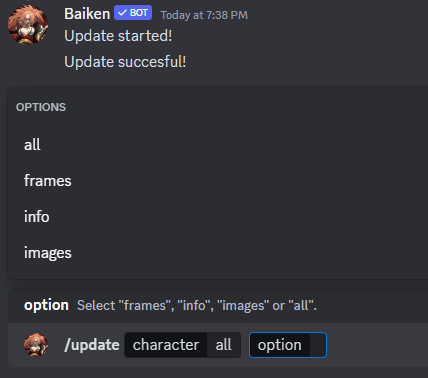 Baiken BOT Today at 7:38 PM
Update started!
Update succesful!
OPTIONS
all
frames
info
images
option Select "frames", "info", "images" or "all".
/update character all option